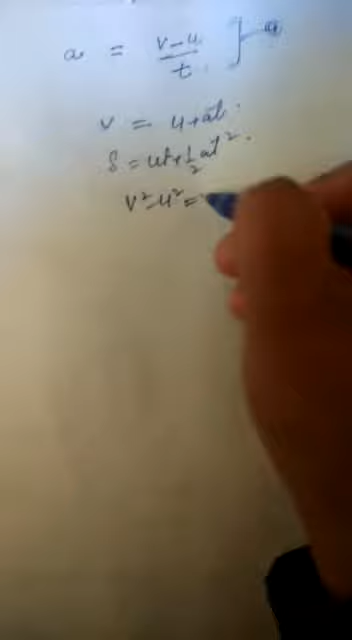 a = v-u/t
v = u+at.
S = ut+1/2at².
v²-u²=